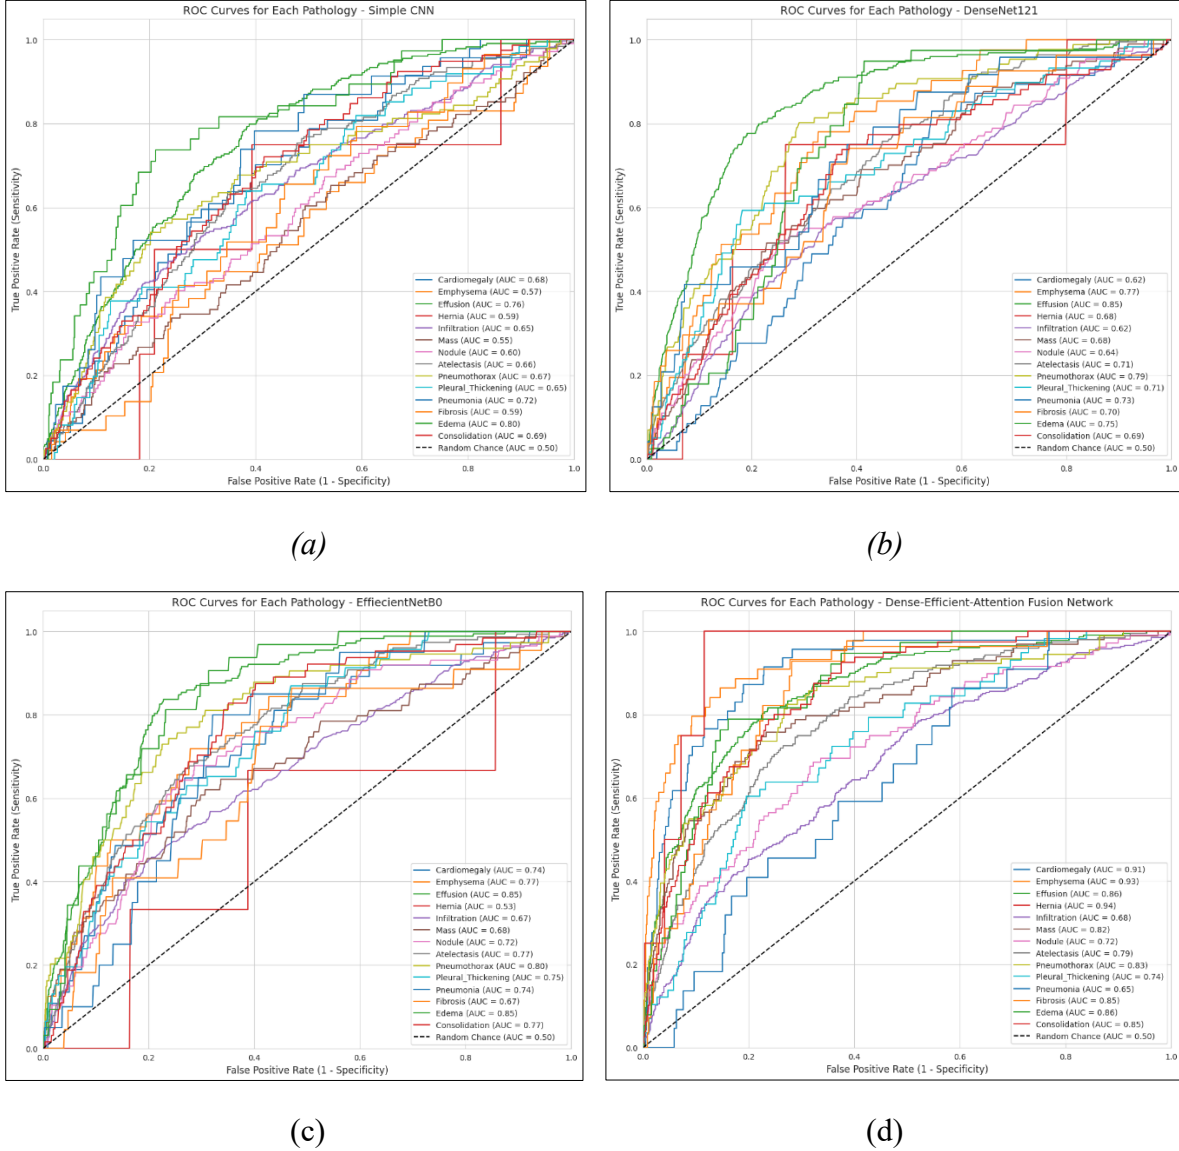 ROC Curves for Each Pathology - Simple CNN
True Positive Rate (Sensitivity)
1.0
0.8
0.6
0.4
0.2
0.0
0.0 0.2 0.4 0.6 0.8 1.0
False Positive Rate (1 - Specificity)
Cardiomegaly (AUC = 0.68)
Emphysema (AUC = 0.57)
Effusion (AUC = 0.76)
Hernia (AUC = 0.59)
Infiltration (AUC = 0.65)
Mass (AUC = 0.55)
Nodule (AUC = 0.60)
Atelectasis (AUC = 0.66)
Pneumothorax (AUC = 0.67)
Pleural_Thickening (AUC = 0.65)
Pneumonia (AUC = 0.72)
Fibrosis (AUC = 0.59)
Edema (AUC = 0.80)
Consolidation (AUC = 0.69)
Random Chance (AUC = 0.50)
(a)
ROC Curves for Each Pathology - DenseNet121
True Positive Rate (Sensitivity)
1.0
0.8
0.6
0.4
0.2
0.0
0.0 0.2 0.4 0.6 0.8 1.0
False Positive Rate (1 - Specificity)
Cardiomegaly (AUC = 0.62)
Emphysema (AUC = 0.77)
Effusion (AUC = 0.85)
Hernia (AUC = 0.68)
Infiltration (AUC = 0.62)
Mass (AUC = 0.68)
Nodule (AUC = 0.64)
Atelectasis (AUC = 0.71)
Pneumothorax (AUC = 0.79)
Pleural_Thickening (AUC = 0.71)
Pneumonia (AUC = 0.73)
Fibrosis (AUC = 0.70)
Edema (AUC = 0.75)
Consolidation (AUC = 0.69)
Random Chance (AUC = 0.50)
(b)
ROC Curves for Each Pathology - EffiecientNetB0
True Positive Rate (Sensitivity)
1.0
0.8
0.6
0.4
0.2
0.0
0.0 0.2 0.4 0.6 0.8 1.0
False Positive Rate (1 - Specificity)
Cardiomegaly (AUC = 0.74)
Emphysema (AUC = 0.77)
Effusion (AUC = 0.85)
Hernia (AUC = 0.53)
Infiltration (AUC = 0.67)
Mass (AUC = 0.68)
Nodule (AUC = 0.72)
Atelectasis (AUC = 0.77)
Pneumothorax (AUC = 0.80)
Pleural_Thickening (AUC = 0.75)
Pneumonia (AUC = 0.74)
Fibrosis (AUC = 0.67)
Edema (AUC = 0.85)
Consolidation (AUC = 0.77)
Random Chance (AUC = 0.50)
(c)
ROC Curves for Each Pathology - Dense-Efficient-Attention Fusion Network
True Positive Rate (Sensitivity)
1.0
0.8
0.6
0.4
0.2
0.0
0.0 0.2 0.4 0.6 0.8 1.0
False Positive Rate (1 - Specificity)
Cardiomegaly (AUC = 0.91)
Emphysema (AUC = 0.93)
Effusion (AUC = 0.86)
Hernia (AUC = 0.94)
Infiltration (AUC = 0.68)
Mass (AUC = 0.82)
Nodule (AUC = 0.72)
Atelectasis (AUC = 0.79)
Pneumothorax (AUC = 0.83)
Pleural_Thickening (AUC = 0.74)
Pneumonia (AUC = 0.65)
Fibrosis (AUC = 0.85)
Edema (AUC = 0.86)
Consolidation (AUC = 0.85)
Random Chance (AUC = 0.50)
(d)